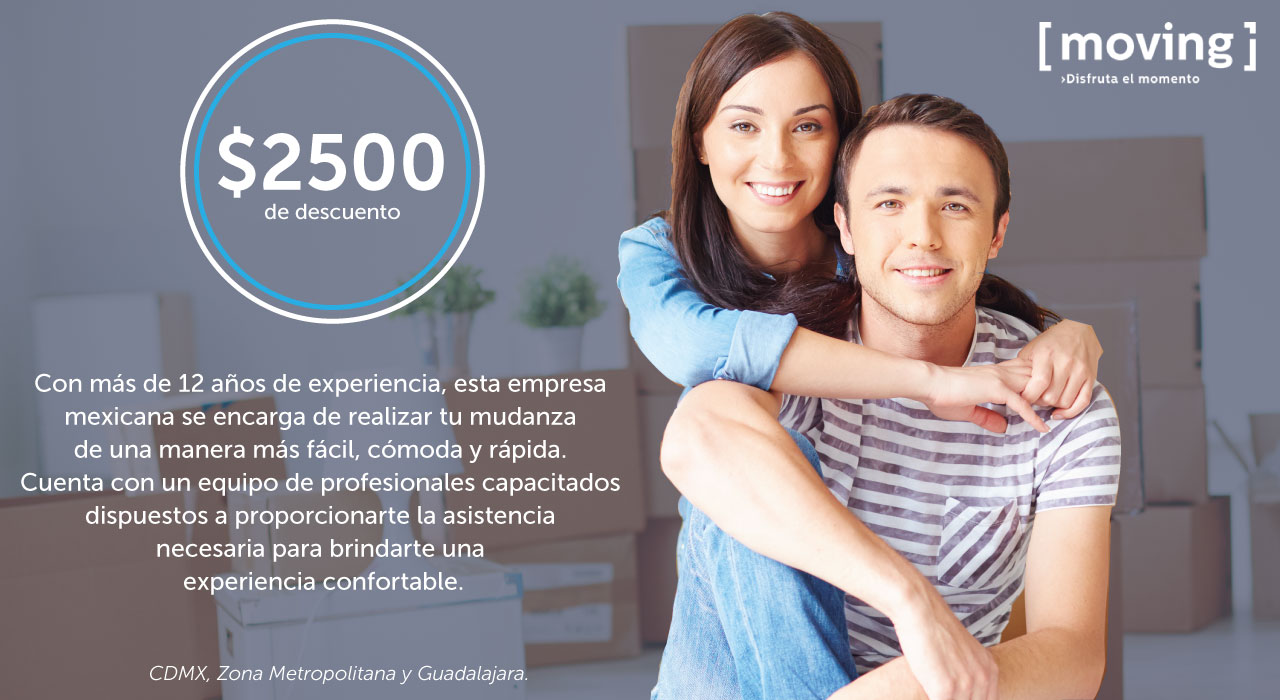 [moving]
›Disfruta el momento
$2500
de descuento
Con más de 12 años de experiencia, esta empresa
mexicana se encarga de realizar tu mudanza
de una manera más fácil, cómoda y rápida.
Cuenta con un equipo de profesionales capacitados
dispuestos a proporcionarte la asistencia
necesaria para brindarte una
experiencia confortable.
CDMX, Zona Metropolitana y Guadalajara.